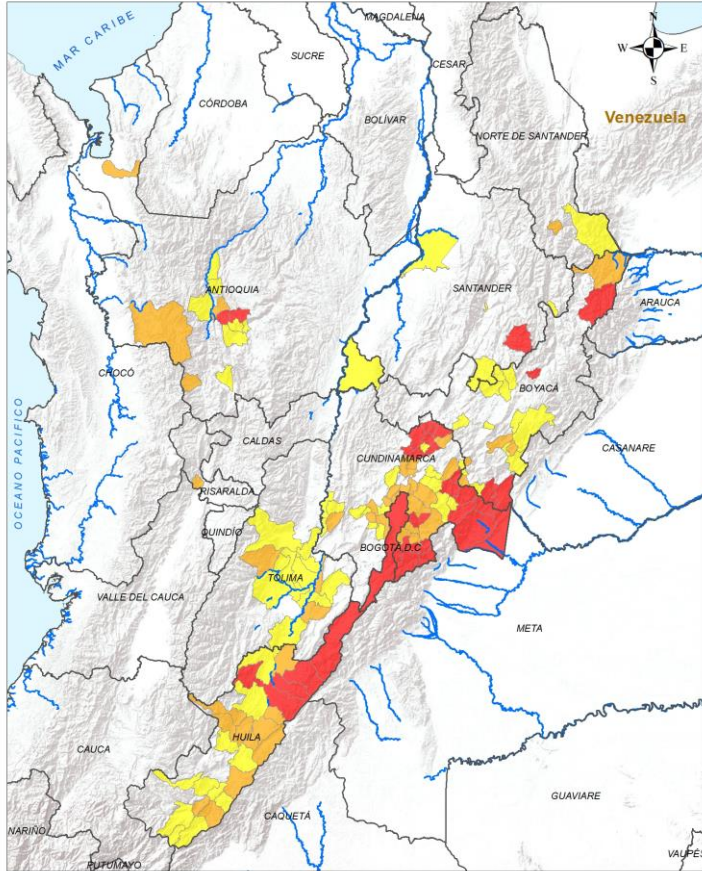 MAGDALENA
N
W E
S
MAR CARIBE
SUCRE
CESAR
CÓRDOBA
BOLÍVAR
Venezuela
NORTE DE SANTANDER
ANTIOQUIA
SANTANDER
ARAUCA
CHOCÓ
BOYACÁ
OCEANO PACIFICO
CALDAS
CUNDINAMARCA
CASANARE
RISARALDA
QUINDÍO
BOGOTÁ D.C
TOLIMA
VALLE DEL CAUCA
META
HUILA
CAUCA
GUAVIARE
CAQUETÁ
NARIÑO
PUTUMAYO
VAUPÉS